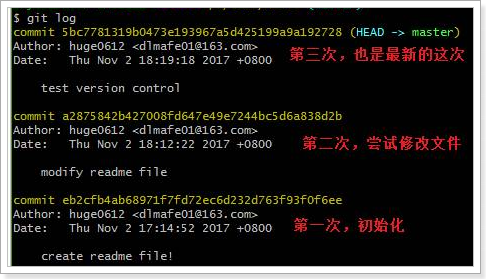 $ git log
commit 5bc7781319b0473e193967a5d425199a9a192728 (HEAD -> master)
Author: huge0612 <dlmafe01@163.com>
Date:   Thu Nov 2 18:19:18 2017 +0800
第三次，也是最新的这次
test version control
commit a2875842b427008fd647e49e7244bc5d6a838d2b
Author: huge0612 <dlmafe01@163.com>
Date:   Thu Nov 2 18:12:22 2017 +0800
第二次，尝试修改文件
modify readme file
commit eb2cfb4ab68971f7fd72ec6d232d763f93f0f6ee
Author: huge0612 <dlmafe01@163.com>
Date:   Thu Nov 2 17:14:52 2017 +0800
第一次，初始化
create readme file!